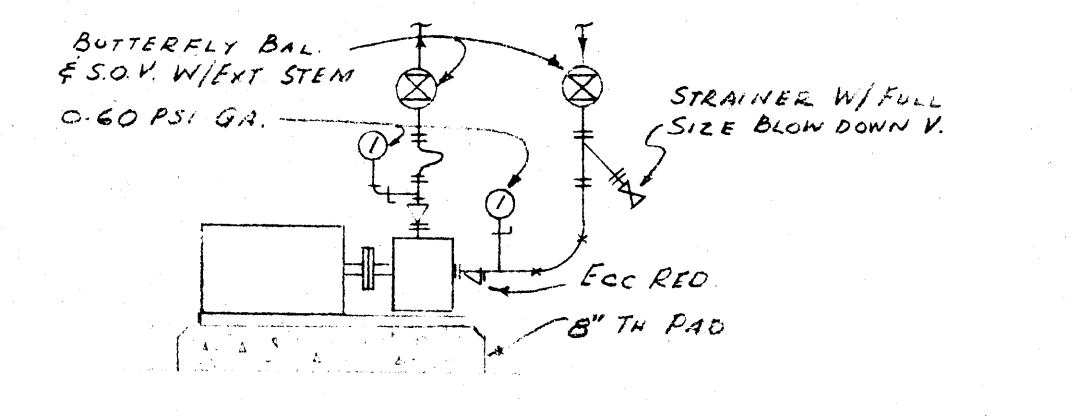 BUTTERFLY BAL.
& S.O.V. W/EXT STEM
0-60 PSI GA.
STRAINER W/ FULL
SIZE BLOW DOWN V.
ECC RED.
8" TH PAD